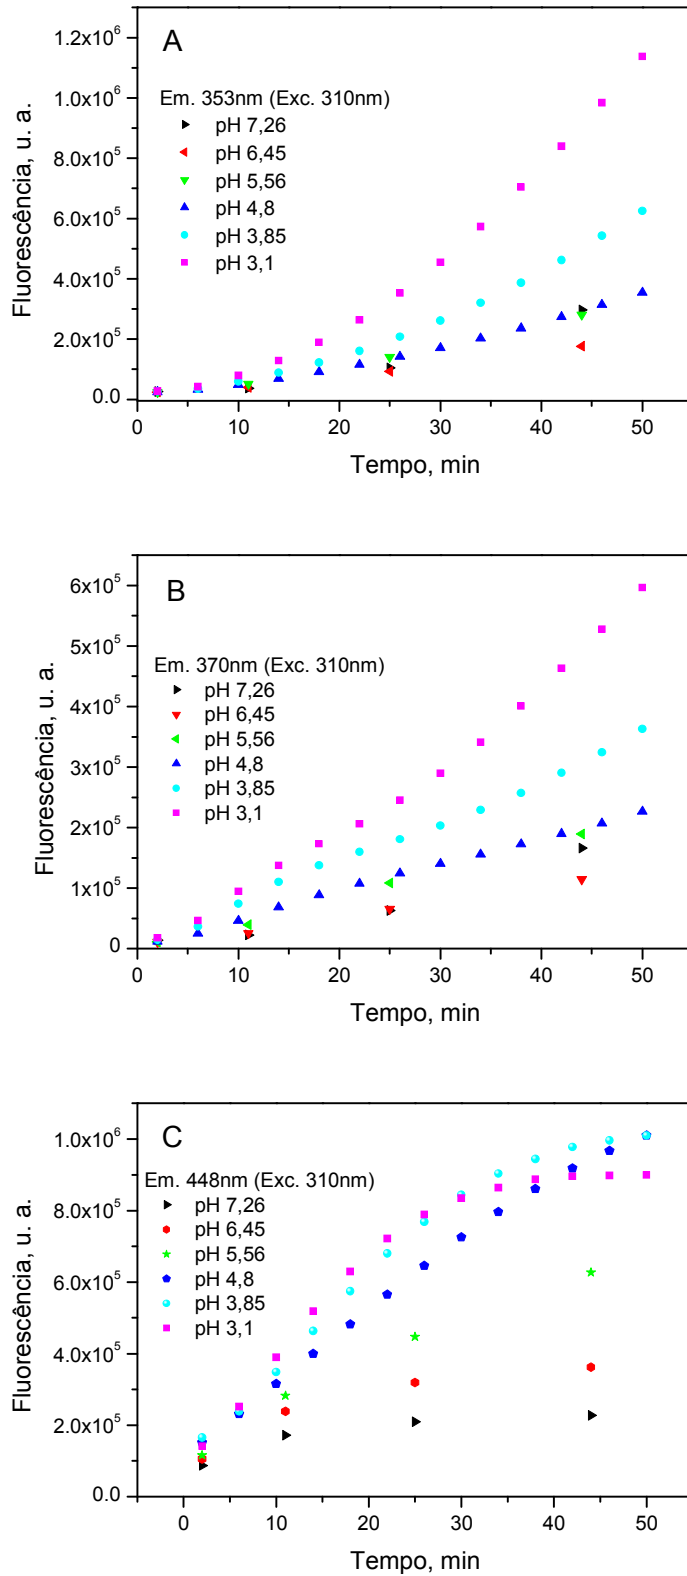 A
Em. 353nm (Exc. 310nm)
pH 7,26
pH 6,45
pH 5,56
pH 4,8
pH 3,85
pH 3,1
1.2x10⁶
1.0x10⁶
8.0x10⁵
6.0x10⁵
4.0x10⁵
2.0x10⁵
0.0
Fluorescência, u. a.
0 10 20 30 40 50
Tempo, min
B
Em. 370nm (Exc. 310nm)
pH 7,26
pH 6,45
pH 5,56
pH 4,8
pH 3,85
pH 3,1
6x10⁵
5x10⁵
4x10⁵
3x10⁵
2x10⁵
1x10⁵
0
Fluorescência, u. a.
0 10 20 30 40 50
Tempo, min
C
Em. 448nm (Exc. 310nm)
pH 7,26
pH 6,45
pH 5,56
pH 4,8
pH 3,85
pH 3,1
1.0x10⁶
8.0x10⁵
6.0x10⁵
4.0x10⁵
2.0x10⁵
0.0
Fluorescência, u. a.
0 10 20 30 40 50
Tempo, min